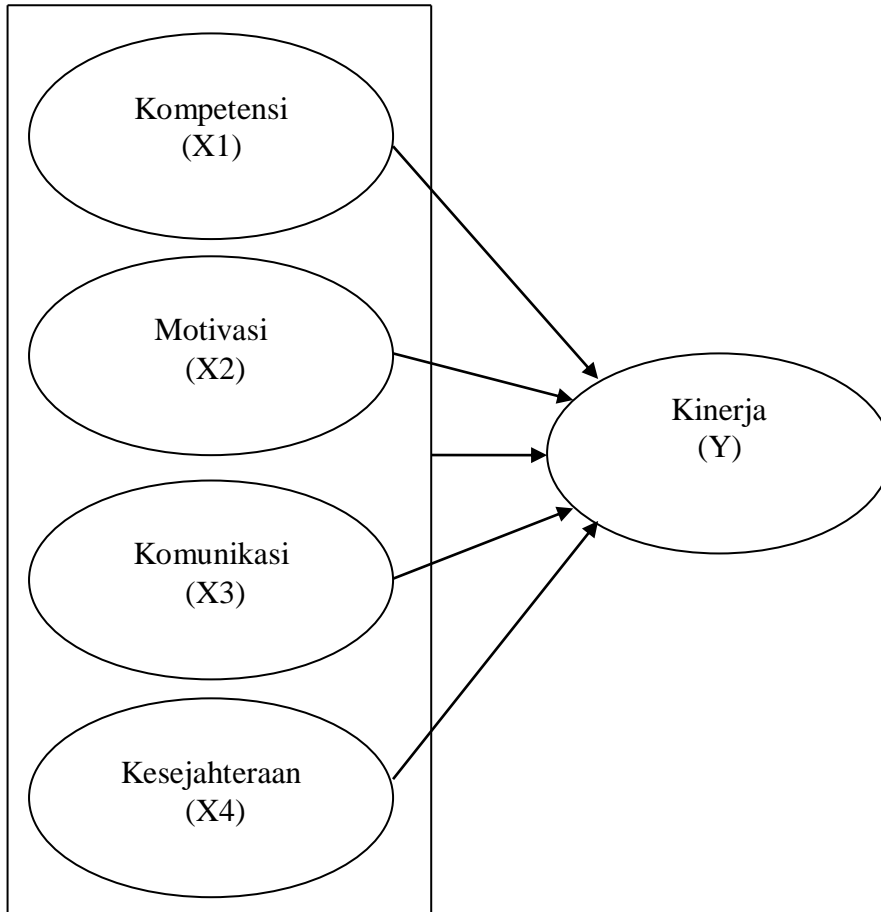 Kompetensi
(X1)
Motivasi
(X2)
Kinerja
(Y)
Komunikasi
(X3)
Kesejahteraan
(X4)